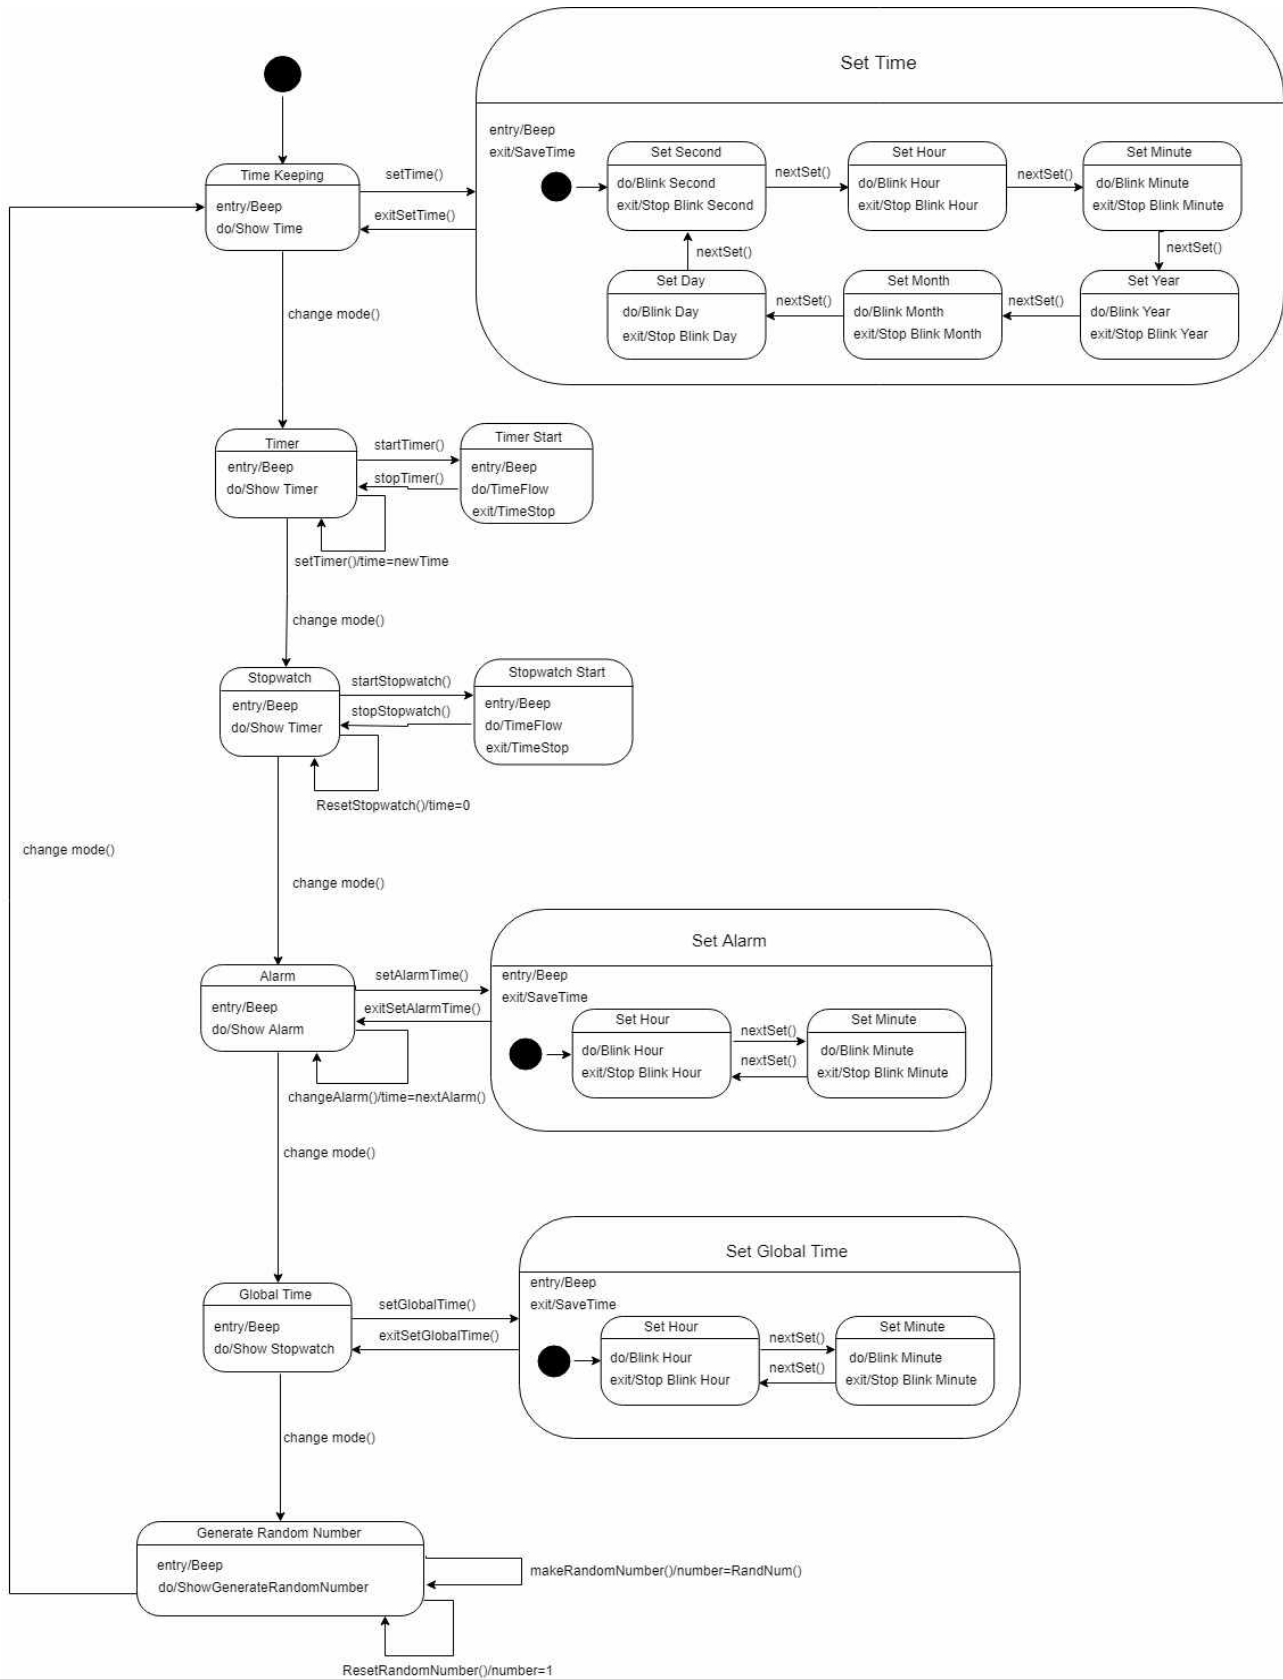 Set Time
entry/Beep
exit/SaveTime
Set Second
do/Blink Second
exit/Stop Blink Second
nextSet()
Set Hour
do/Blink Hour
exit/Stop Blink Hour
nextSet()
Set Minute
do/Blink Minute
exit/Stop Blink Minute
nextSet()
Set Year
do/Blink Year
exit/Stop Blink Year
nextSet()
Set Month
do/Blink Month
exit/Stop Blink Month
nextSet()
Set Day
do/Blink Day
exit/Stop Blink Day
nextSet()
Time Keeping
entry/Beep
do/Show Time
setTime()
exitSetTime()
change mode()
Timer
entry/Beep
do/Show Timer
startTimer()
stopTimer()
Timer Start
entry/Beep
do/TimeFlow
exit/TimeStop
setTimer()/time=newTime
change mode()
Stopwatch
entry/Beep
do/Show Timer
startStopwatch()
stopStopwatch()
Stopwatch Start
entry/Beep
do/TimeFlow
exit/TimeStop
ResetStopwatch()/time=0
change mode()
change mode()
Alarm
entry/Beep
do/Show Alarm
setAlarmTime()
exitSetAlarmTime()
changeAlarm()/time=nextAlarm()
Set Alarm
entry/Beep
exit/SaveTime
Set Hour
do/Blink Hour
exit/Stop Blink Hour
nextSet()
nextSet()
Set Minute
do/Blink Minute
exit/Stop Blink Minute
change mode()
Global Time
entry/Beep
do/Show Stopwatch
setGlobalTime()
exitSetGlobalTime()
Set Global Time
entry/Beep
exit/SaveTime
Set Hour
do/Blink Hour
exit/Stop Blink Hour
nextSet()
nextSet()
Set Minute
do/Blink Minute
exit/Stop Blink Minute
change mode()
Generate Random Number
entry/Beep
do/ShowGenerateRandomNumber
makeRandomNumber()/number=RandNum()
ResetRandomNumber()/number=1